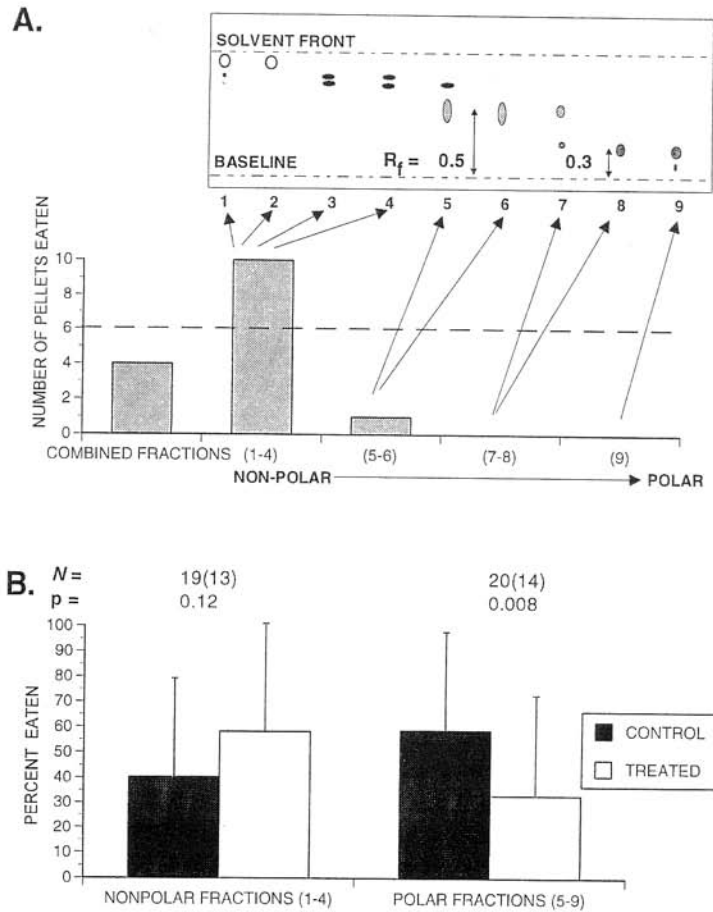 A.
SOLVENT FRONT
BASELINE
R_f = 0.5 0.3
1 2 3 4 5 6 7 8 9
NUMBER OF PELLETS EATEN
10
8
6
4
2
0
COMBINED FRACTIONS (1-4) (5-6) (7-8) (9)
NON-POLAR POLAR
B.
N = 19(13) 20(14)
p = 0.12 0.008
PERCENT EATEN
100
90
80
70
60
50
40
30
20
10
0
CONTROL
TREATED
NONPOLAR FRACTIONS (1-4) POLAR FRACTIONS (5-9)